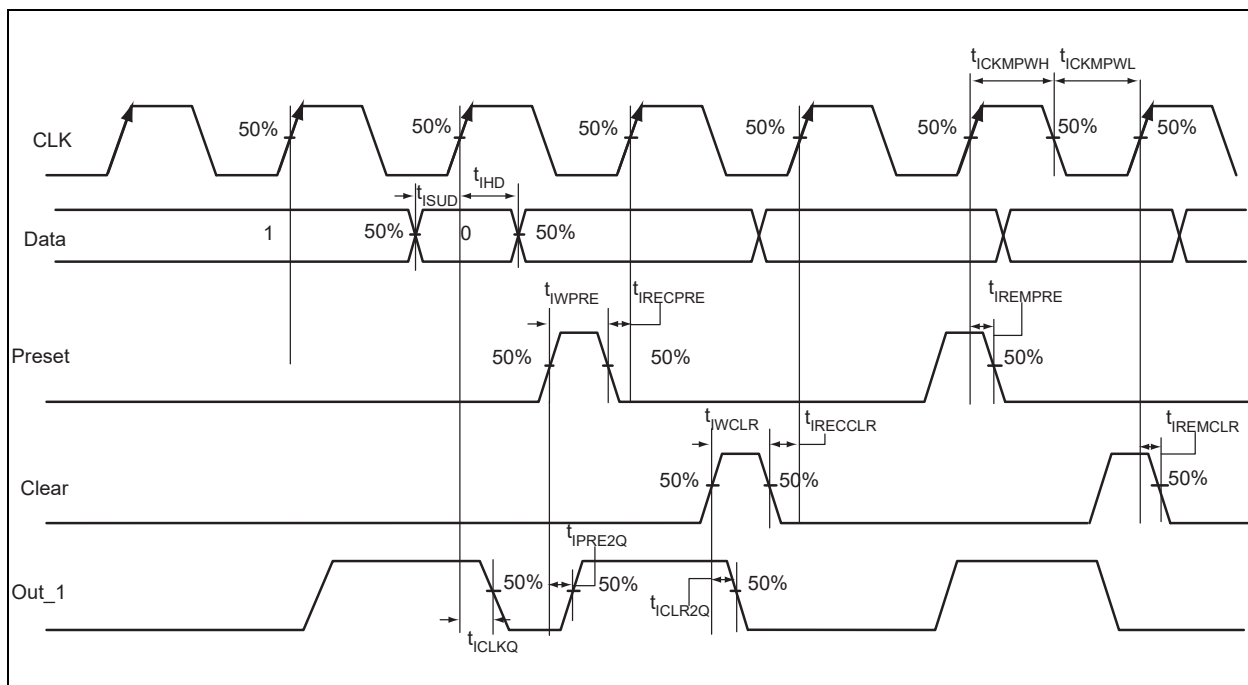 tICKMPWH tICKMPWL
CLK 50% 50% 50% 50% 50% 50% 50%
tISUD tIHD
Data 1 50% 0 50%
tIWPRE tIRECPRE tIREMPRE
Preset 50% 50% 50%
tIWCLR tIRECCLR tIREMCLR
Clear 50% 50% 50%
tIPRE2Q
Out_1 50% 50% 50%
tICLKQ tICLR2Q